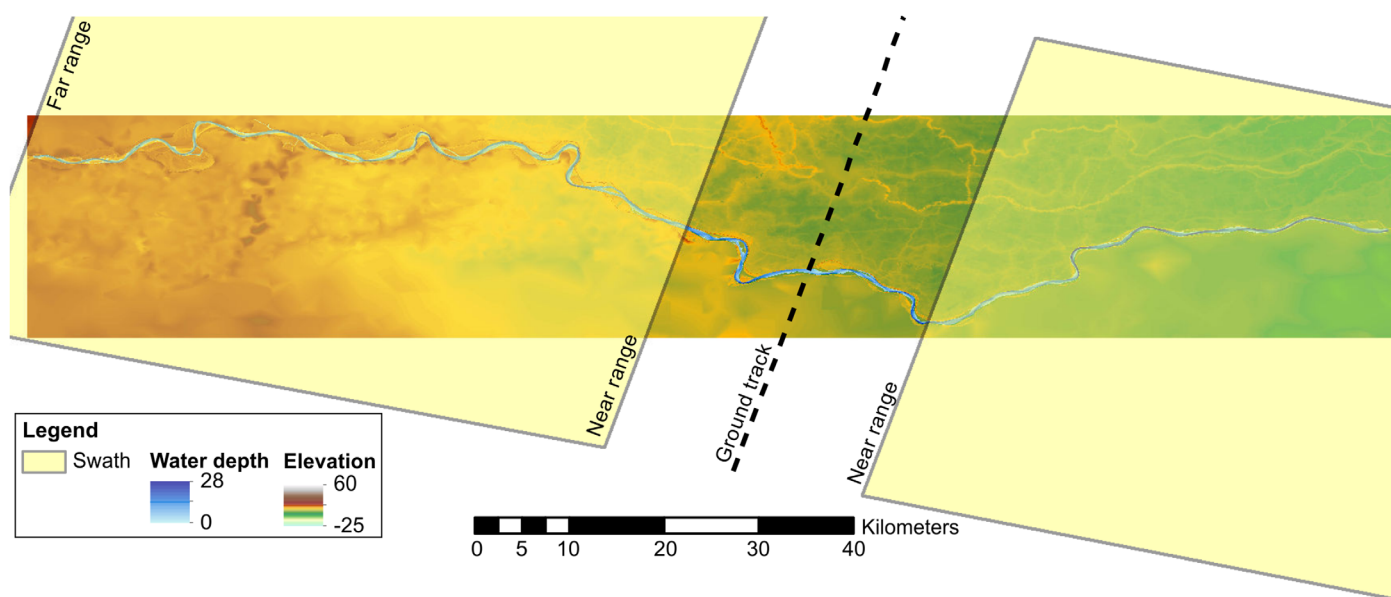 Far range
Near range
Ground track
Near range
Legend
Swath
Water depth
28
0
Elevation
60
-25
Kilometers
0 5 10 20 30 40